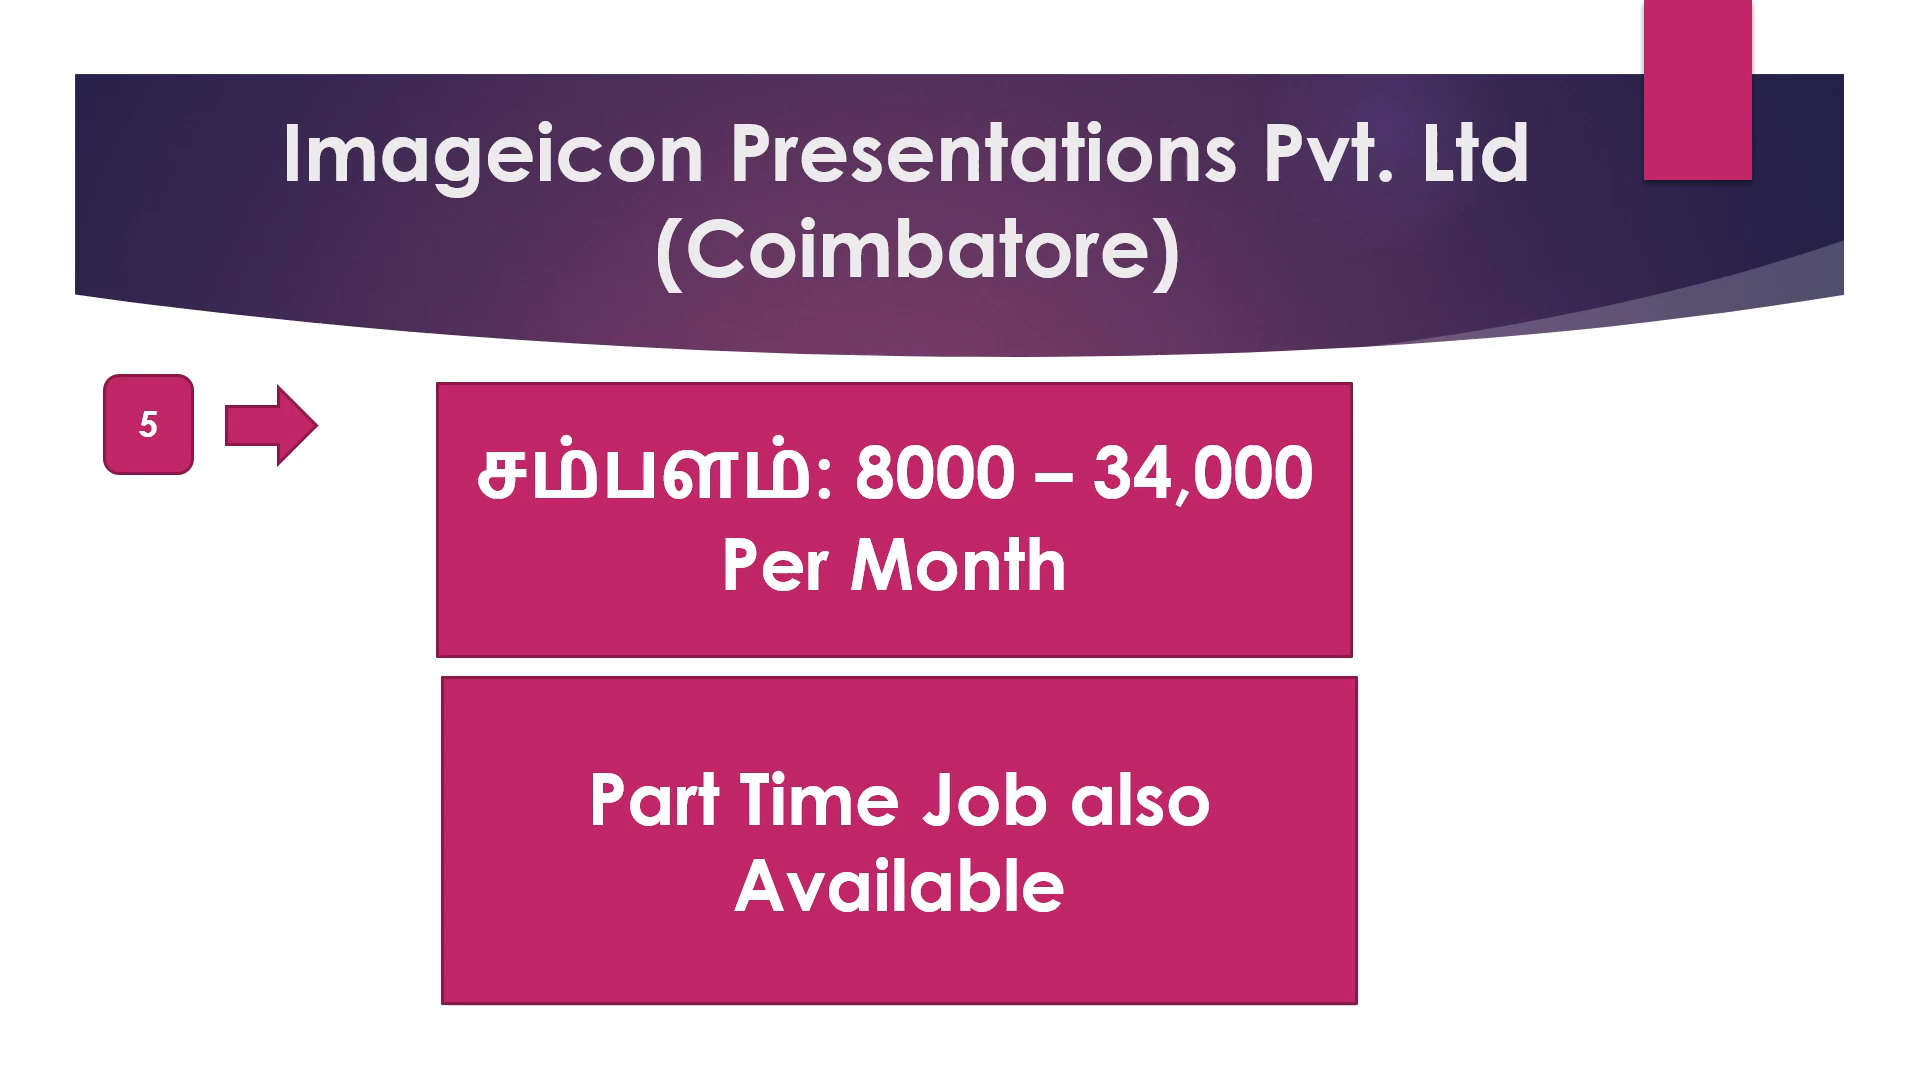 Imageicon Presentations Pvt. Ltd
(Coimbatore)
5
சம்பளம்: 8000 – 34,000
Per Month
Part Time Job also
Available